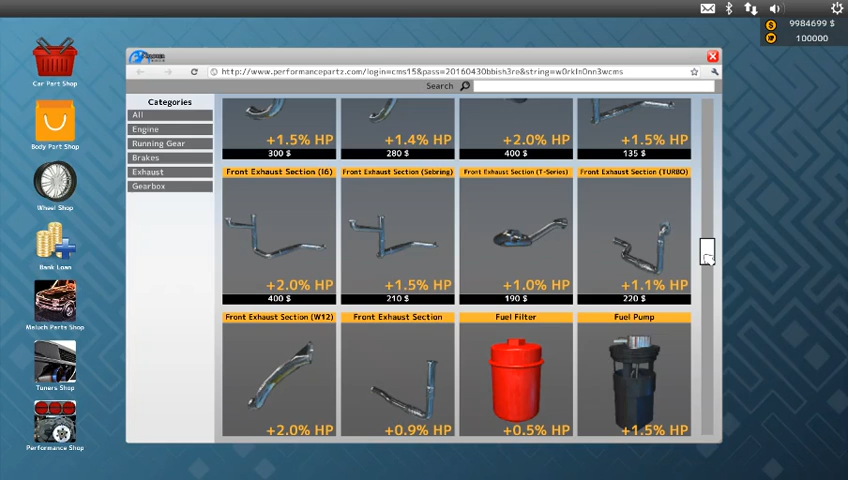 9984699 $
100000
http://www.performancepartz.com/login=cms15&pass=20160430bbish3re&string=w0rkl=0nn3wcms
Search
Categories
All
Engine
Running Gear
Brakes
Exhaust
Gearbox
Car Part Shop
Body Part Shop
Wheel Shop
Bank Loan
Maluch Parts Shop
Tuners Shop
Performance Shop
+1.5% HP +1.4% HP +2.0% HP +1.5% HP
300 $ 280 $ 400 $ 135 $
Front Exhaust Section (I6) Front Exhaust Section (Sebring) Front Exhaust Section (T-Series) Front Exhaust Section (TURBO)
+2.0% HP +1.5% HP +1.0% HP +1.1% HP
400 $ 210 $ 190 $ 220 $
Front Exhaust Section (W12) Front Exhaust Section Fuel Filter Fuel Pump
+2.0% HP +0.9% HP +0.5% HP +1.5% HP